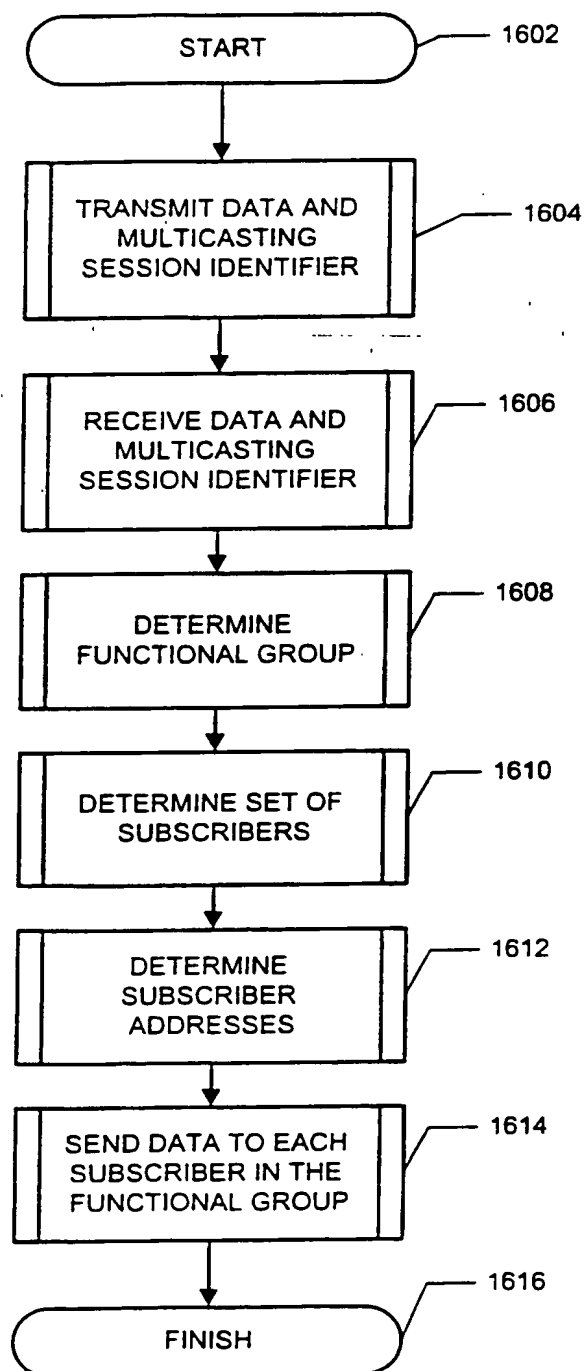 START
1602
TRANSMIT DATA AND
MULTICASTING
SESSION IDENTIFIER
1604
RECEIVE DATA AND
MULTICASTING
SESSION IDENTIFIER
1606
DETERMINE
FUNCTIONAL GROUP
1608
DETERMINE SET OF
SUBSCRIBERS
1610
DETERMINE
SUBSCRIBER
ADDRESSES
1612
SEND DATA TO EACH
SUBSCRIBER IN THE
FUNCTIONAL GROUP
1614
FINISH
1616